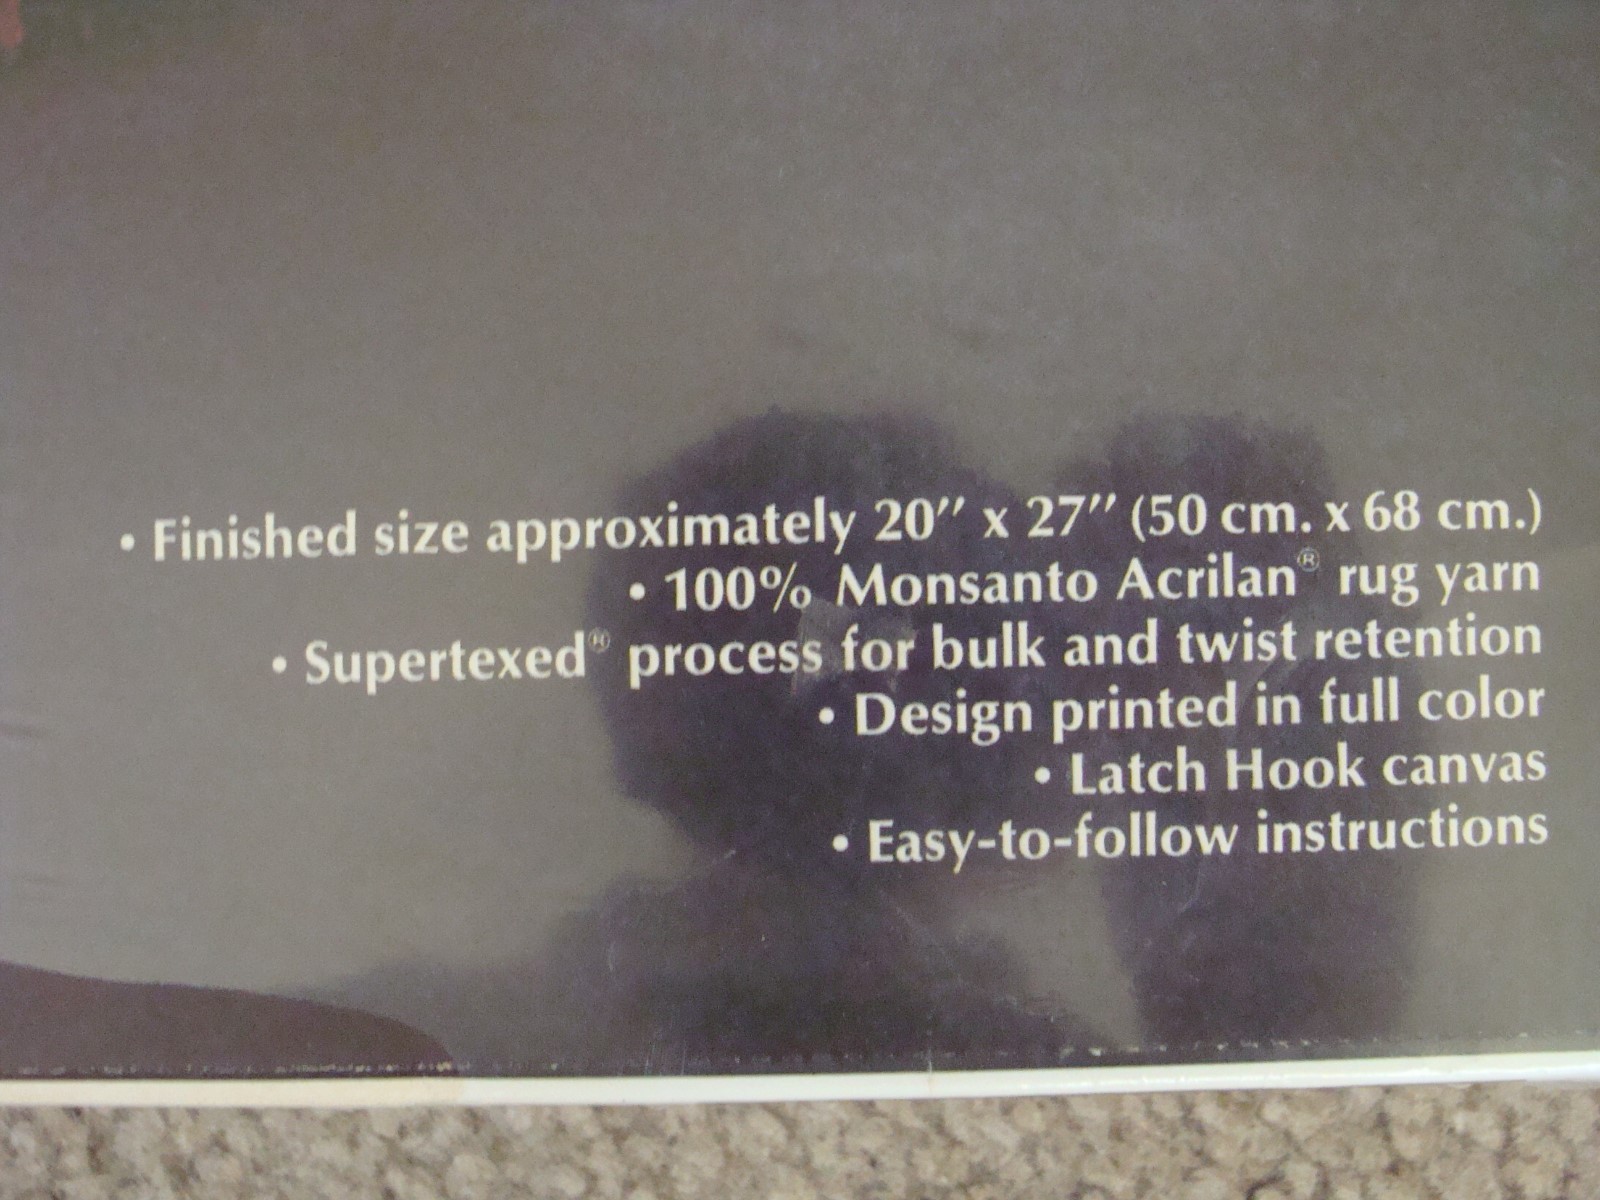 • Finished size approximately 20″ x 27″ (50 cm. x 68 cm.)
• 100% Monsanto Acrilan® rug yarn
• Supertexed® process for bulk and twist retention
• Design printed in full color
• Latch Hook canvas
• Easy-to-follow instructions